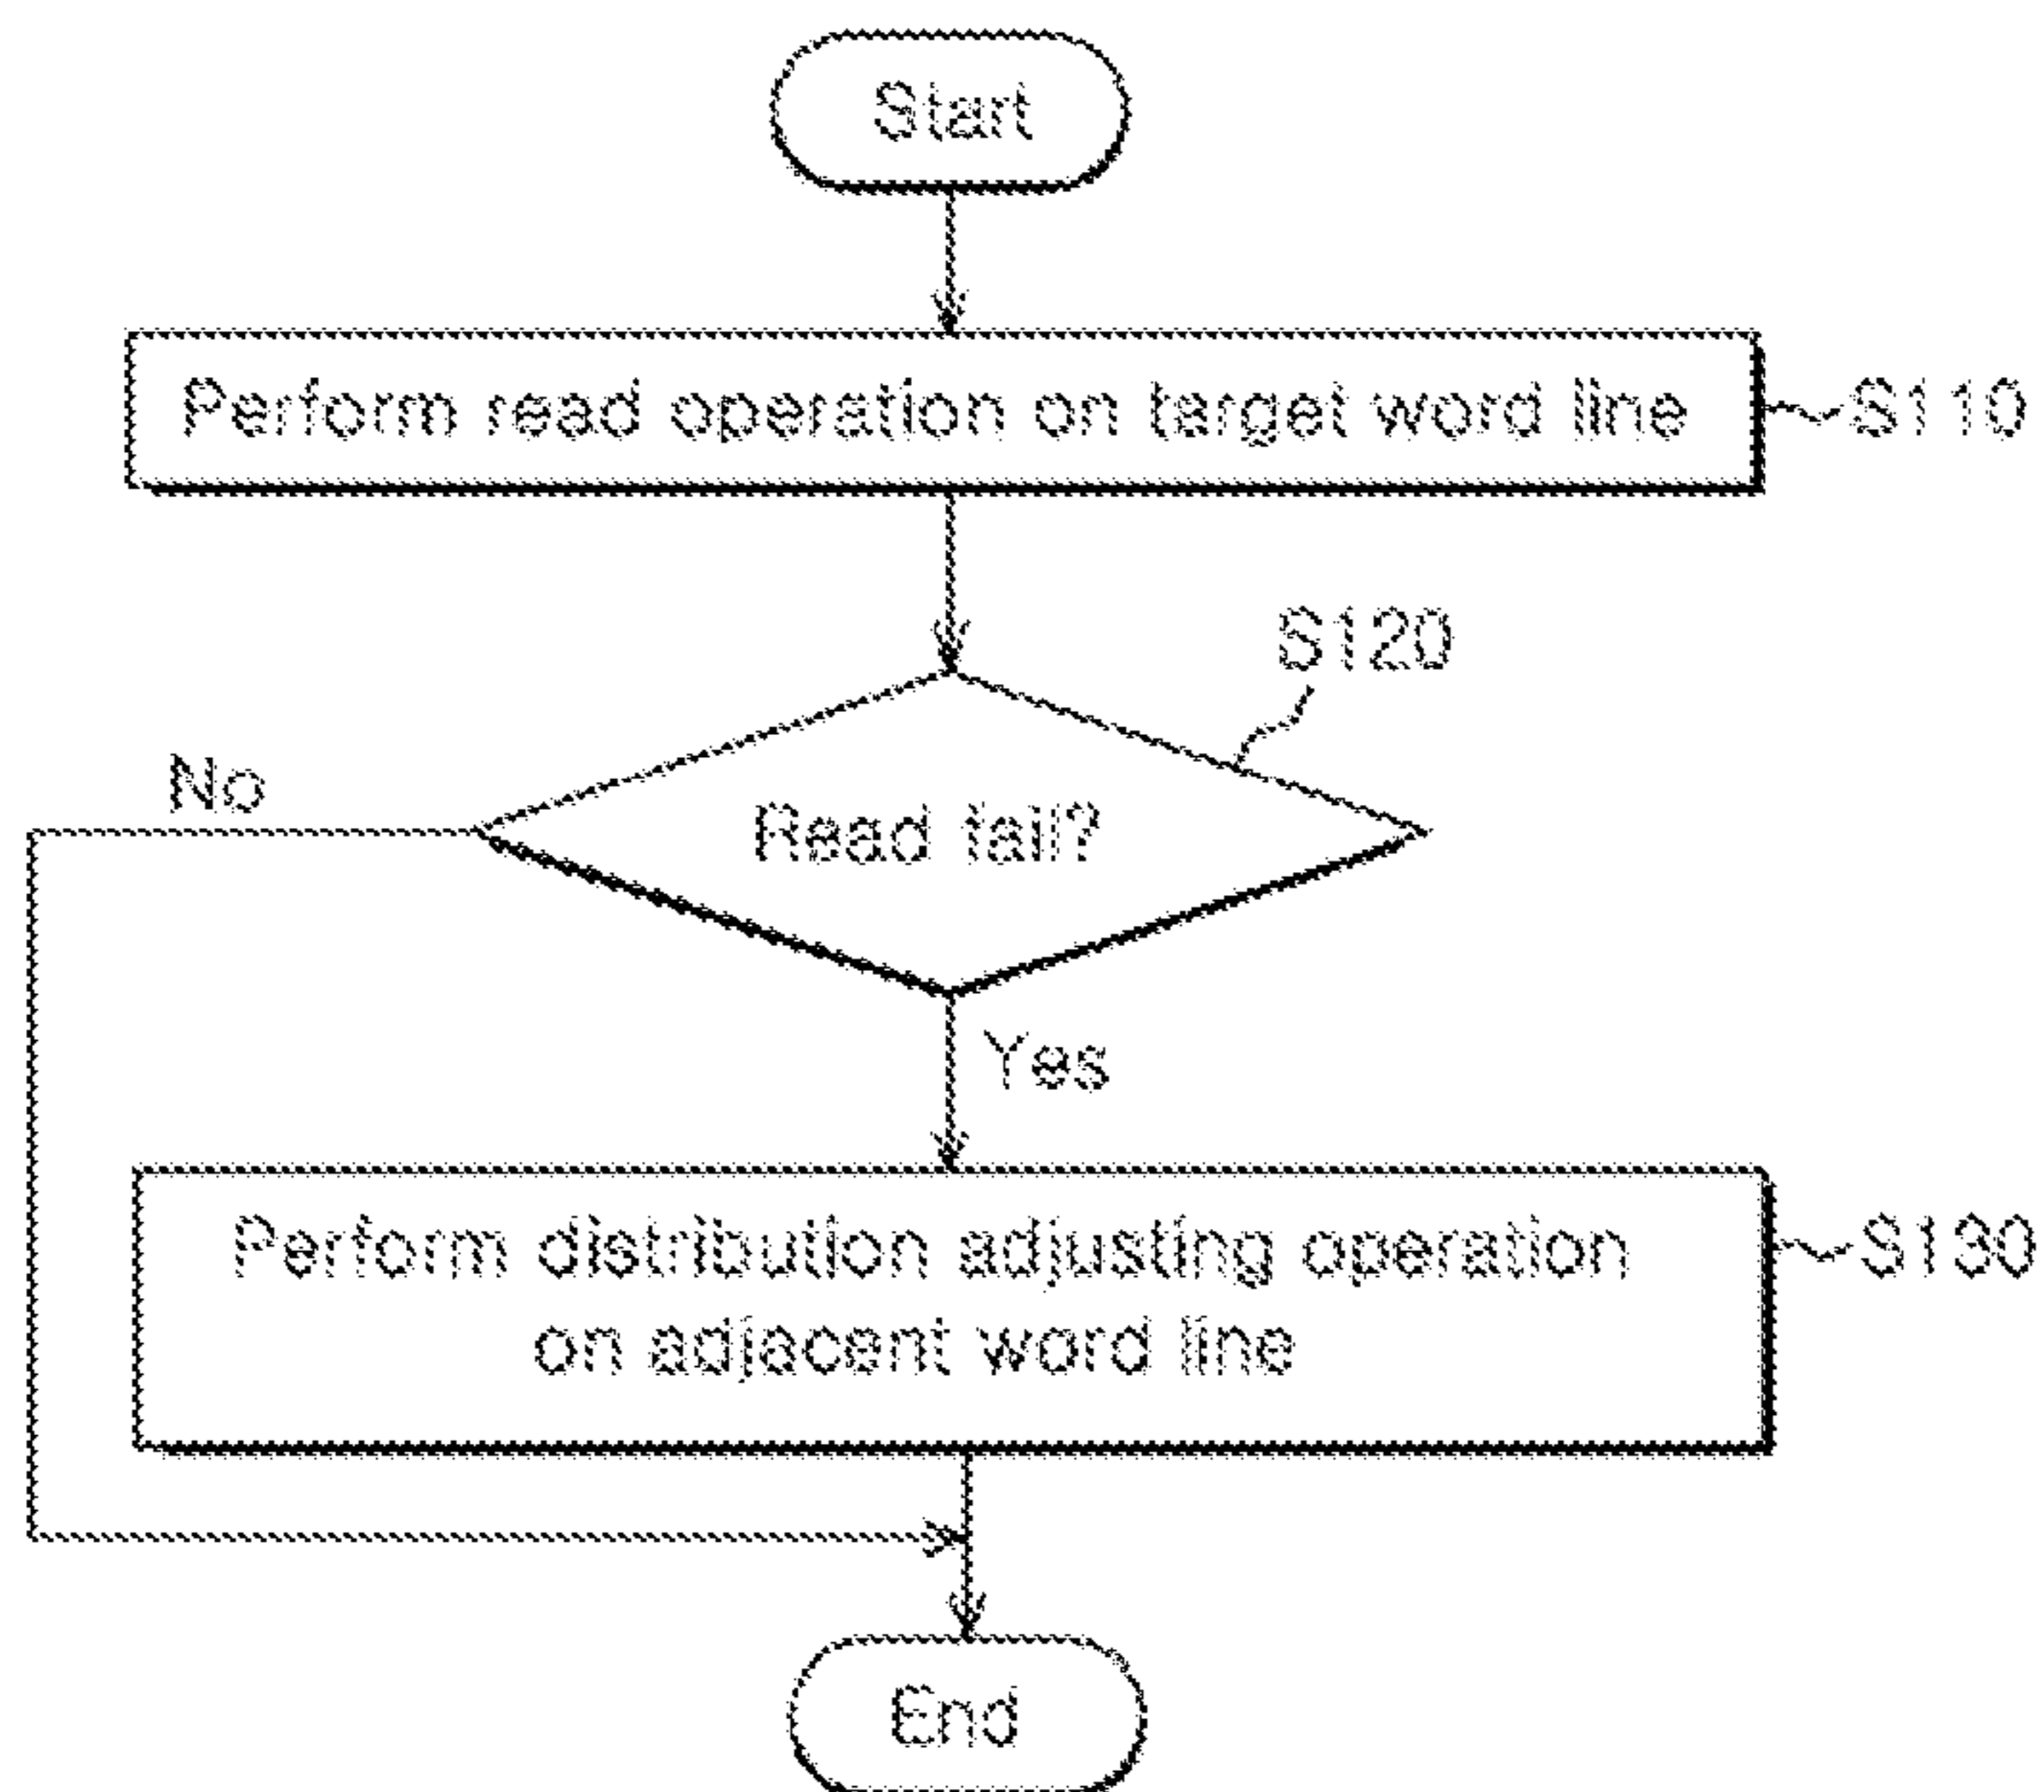 Start
Perform read operation on target word line
S110
S120
No
Read fail?
Yes
Perform distribution adjusting operation
on adjacent word line
S130
End